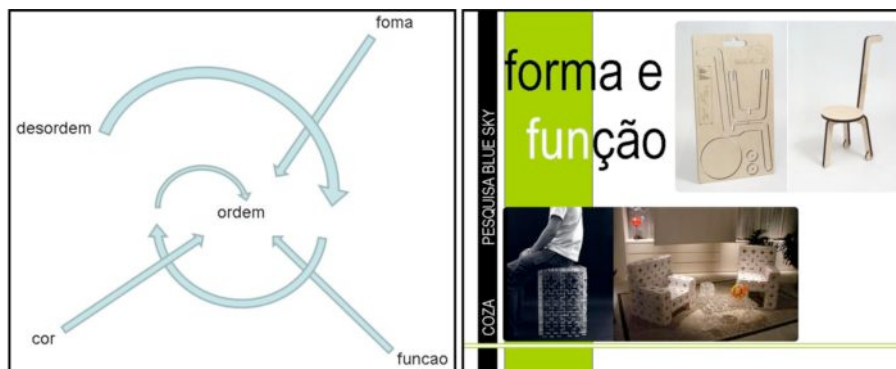 foma
desordem
ordem
cor
funcao
forma e
função
COZA
PESQUISA BLUE SKY